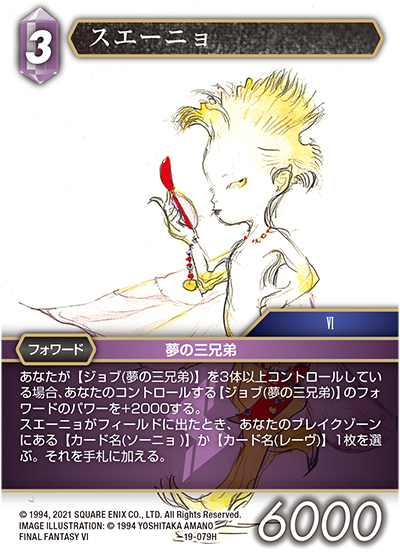 3
スエーニョ
VI
フォワード
夢の三兄弟
あなたが【ジョブ(夢の三兄弟)】を3体以上コントロールしてい
る場合、あなたのコントロールする【ジョブ(夢の三兄弟)】のフォ
ワードのパワーを+2000する。
スエーニョがフィールドに出たとき、あなたのブレイクゾーン
にある【カード名(ソーニョ)】か【カード名(レーヴ)】1枚を選
ぶ。それを手札に加える。
© 1994, 2021 SQUARE ENIX CO., LTD. All Rights Reserved.
IMAGE ILLUSTRATION: © 1994 YOSHITAKA AMANO
FINAL FANTASY VI
19-079H
6000